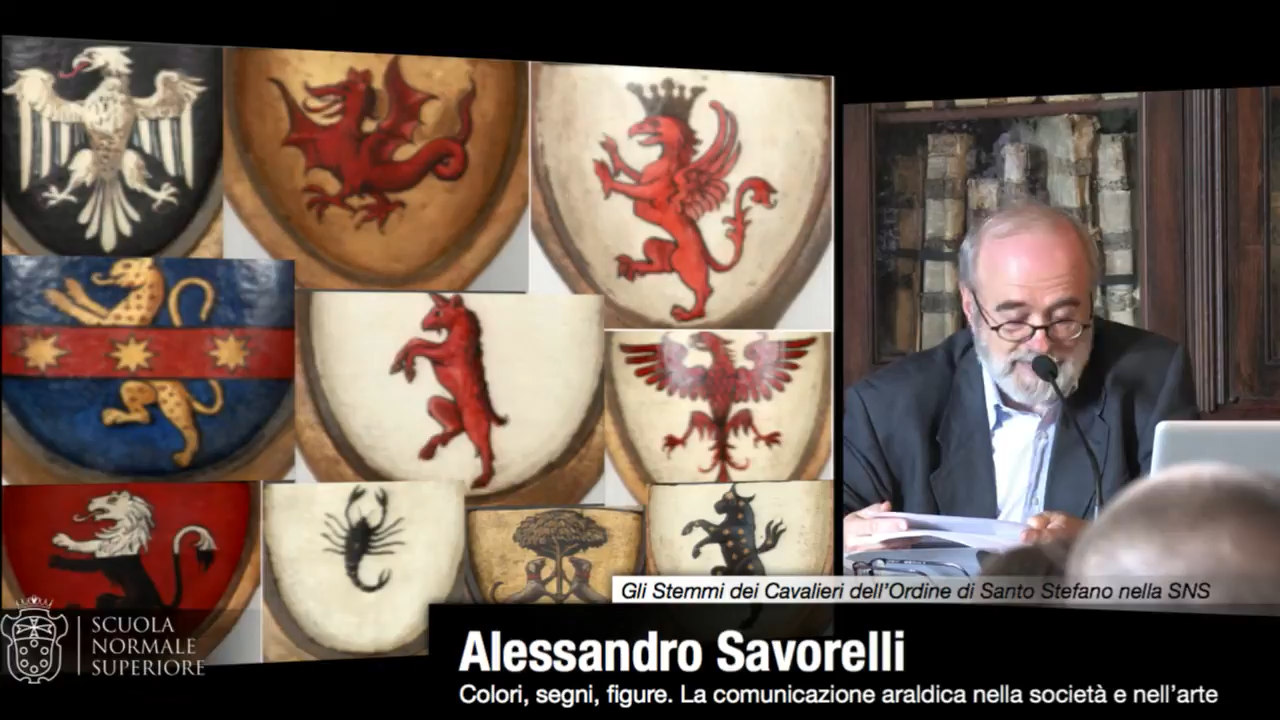 Gli Stemmi dei Cavalieri dell'Ordine di Santo Stefano nella SNS
SCUOLA
NORMALE
SUPERIORE
Alessandro Savorelli
Colori, segni, figure. La comunicazione araldica nella società e nell'arte